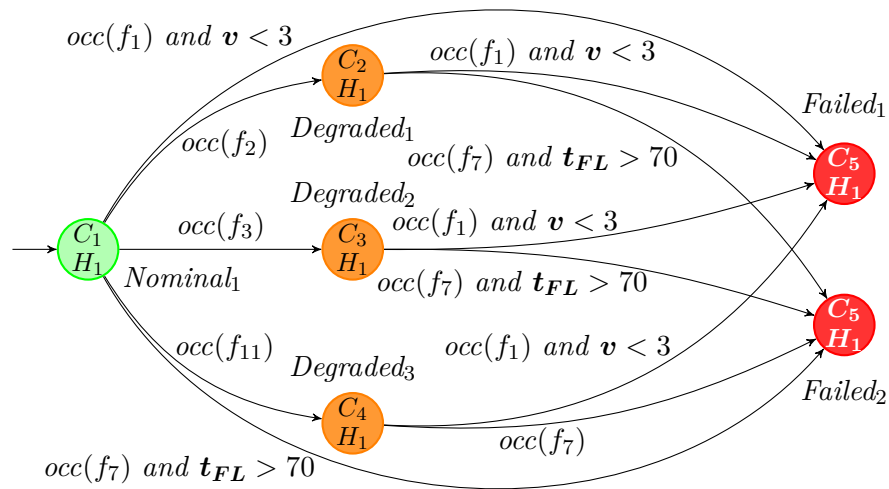 occ(f₁) and v < 3
C₂
H₁
occ(f₁) and v < 3
Failed₁
Degraded₁
occ(f₂)
occ(f₇) and t_FL > 70
C₅
H₁
Degraded₂
C₁
H₁
occ(f₃)
C₃
H₁
occ(f₁) and v < 3
Nominal₁
occ(f₇) and t_FL > 70
C₅
H₁
occ(f₁₁)
occ(f₁) and v < 3
Degraded₃
Failed₂
C₄
H₁
occ(f₇)
occ(f₇) and t_FL > 70